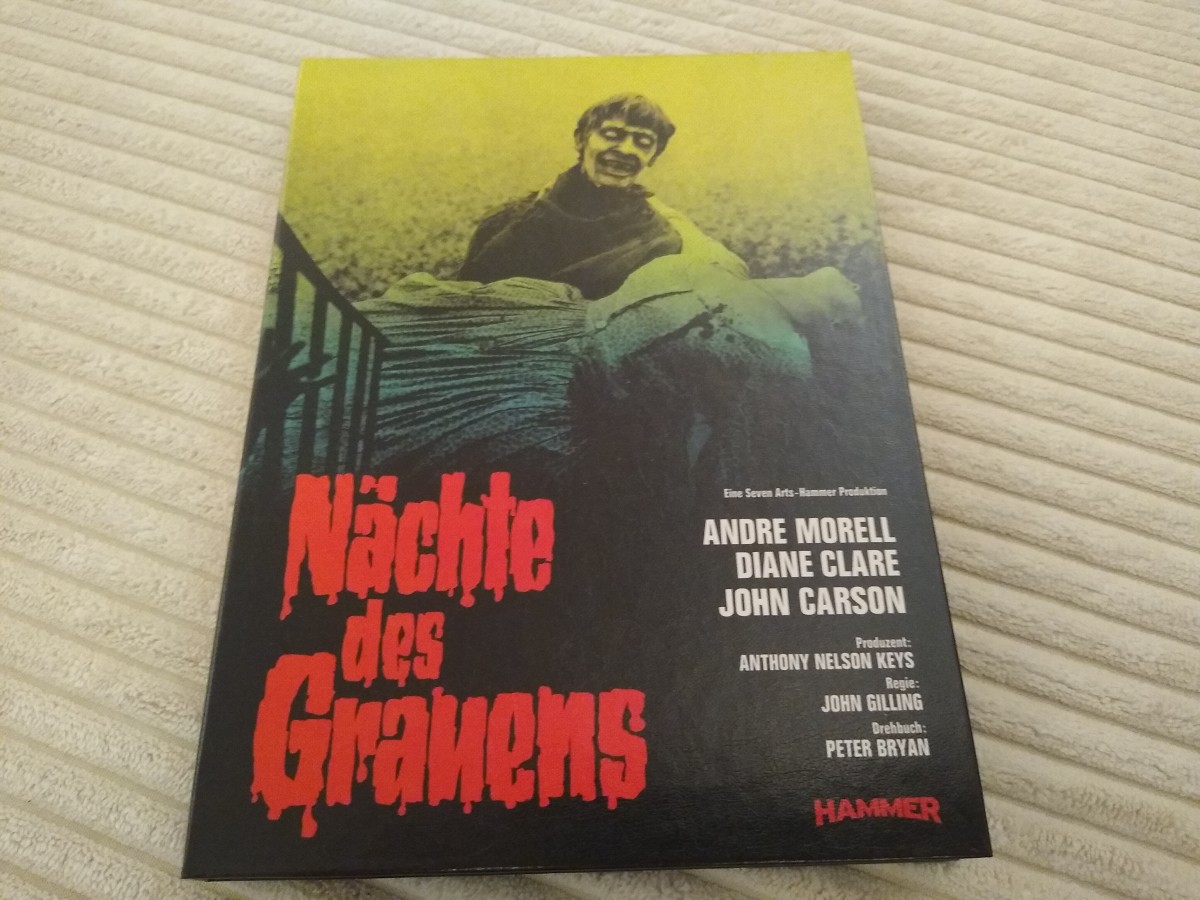 Nächte
des
Grauens
Eine Seven Arts-Hammer Produktion
ANDRE MORELL
DIANE CLARE
JOHN CARSON
Produzent:
ANTHONY NELSON KEYS
Regie:
JOHN GILLING
Drehbuch:
PETER BRYAN
HAMMER